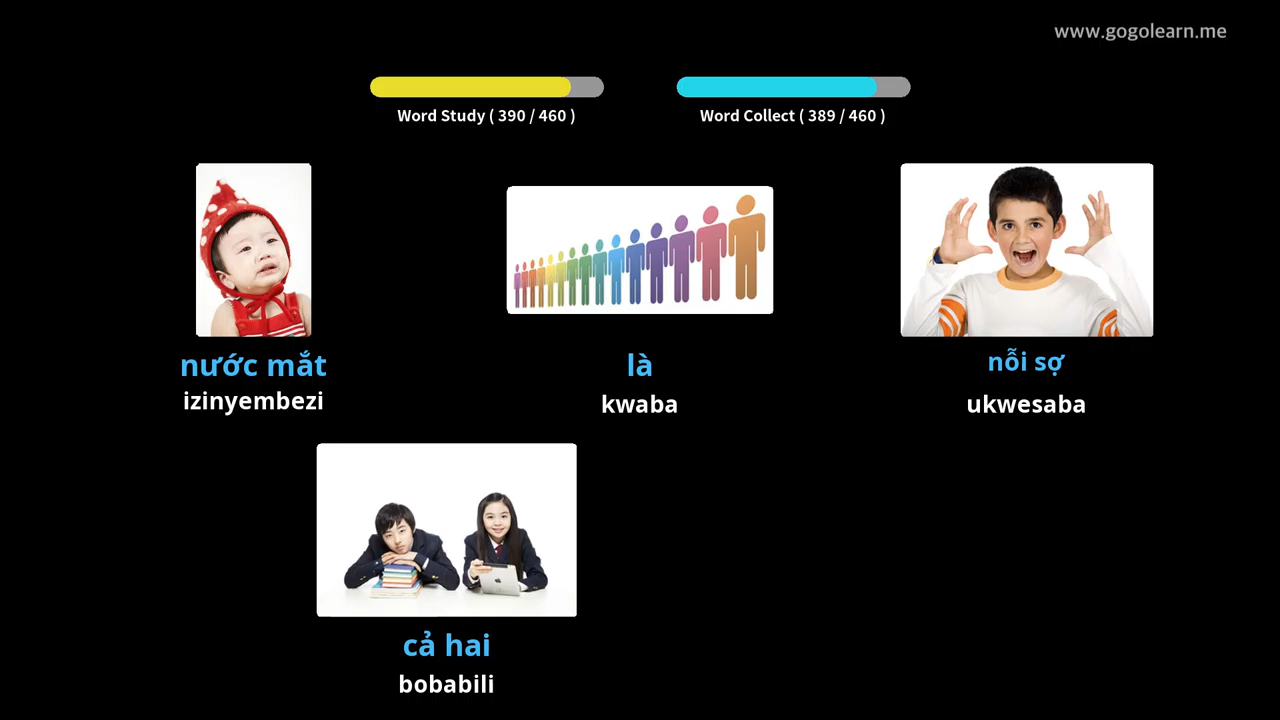 www.gogolearn.me
Word Study ( 390 / 460 )
Word Collect ( 389 / 460 )
nước mắt
izinyembezi
là
kwaba
nỗi sợ
ukwesaba
cả hai
bobabili